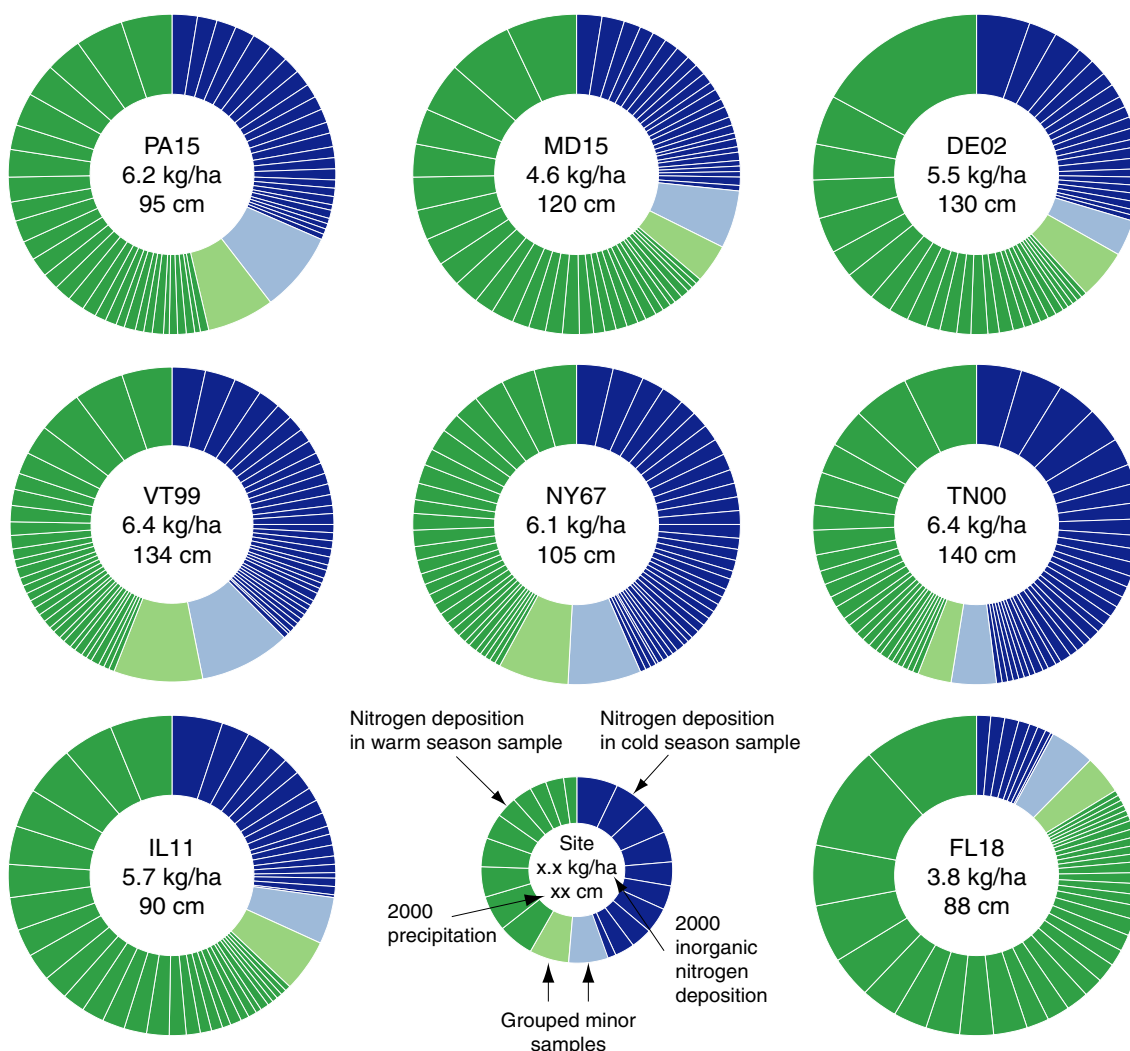 PA15
6.2 kg/ha
95 cm
MD15
4.6 kg/ha
120 cm
DE02
5.5 kg/ha
130 cm
VT99
6.4 kg/ha
134 cm
NY67
6.1 kg/ha
105 cm
TN00
6.4 kg/ha
140 cm
IL11
5.7 kg/ha
90 cm
Nitrogen deposition
in warm season sample
Nitrogen deposition
in cold season sample
Site
x.x kg/ha
xx cm
2000
precipitation
2000
inorganic
nitrogen
deposition
Grouped minor
samples
FL18
3.8 kg/ha
88 cm